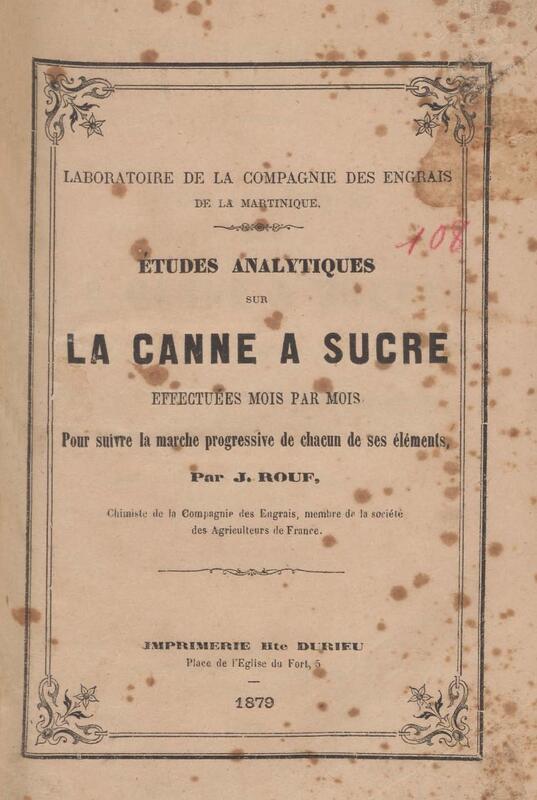 LABORATOIRE DE LA COMPAGNIE DES ENGRAIS
DE LA MARTINIQUE.
108
ÉTUDES ANALYTIQUES
SUR
LA CANNE A SUCRE
EFFECTUÉES MOIS PAR MOIS
Pour suivre la marche progressive de chacun de ses éléments,
Par J. ROUF,
Chimiste de la Compagnie des Engrais, membre de la société
des Agriculteurs de France.
IMPRIMERIE Hte DURIEU
Place de l'Eglise du Fort, 5
1879